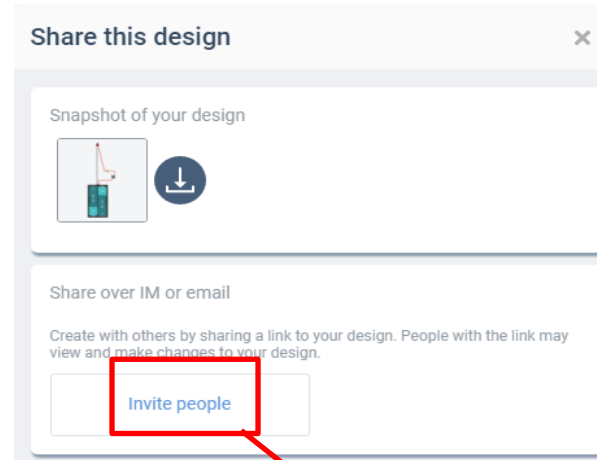 Share this design
Snapshot of your design
Share over IM or email
Create with others by sharing a link to your design. People with the link may
view and make changes to your design.
Invite people